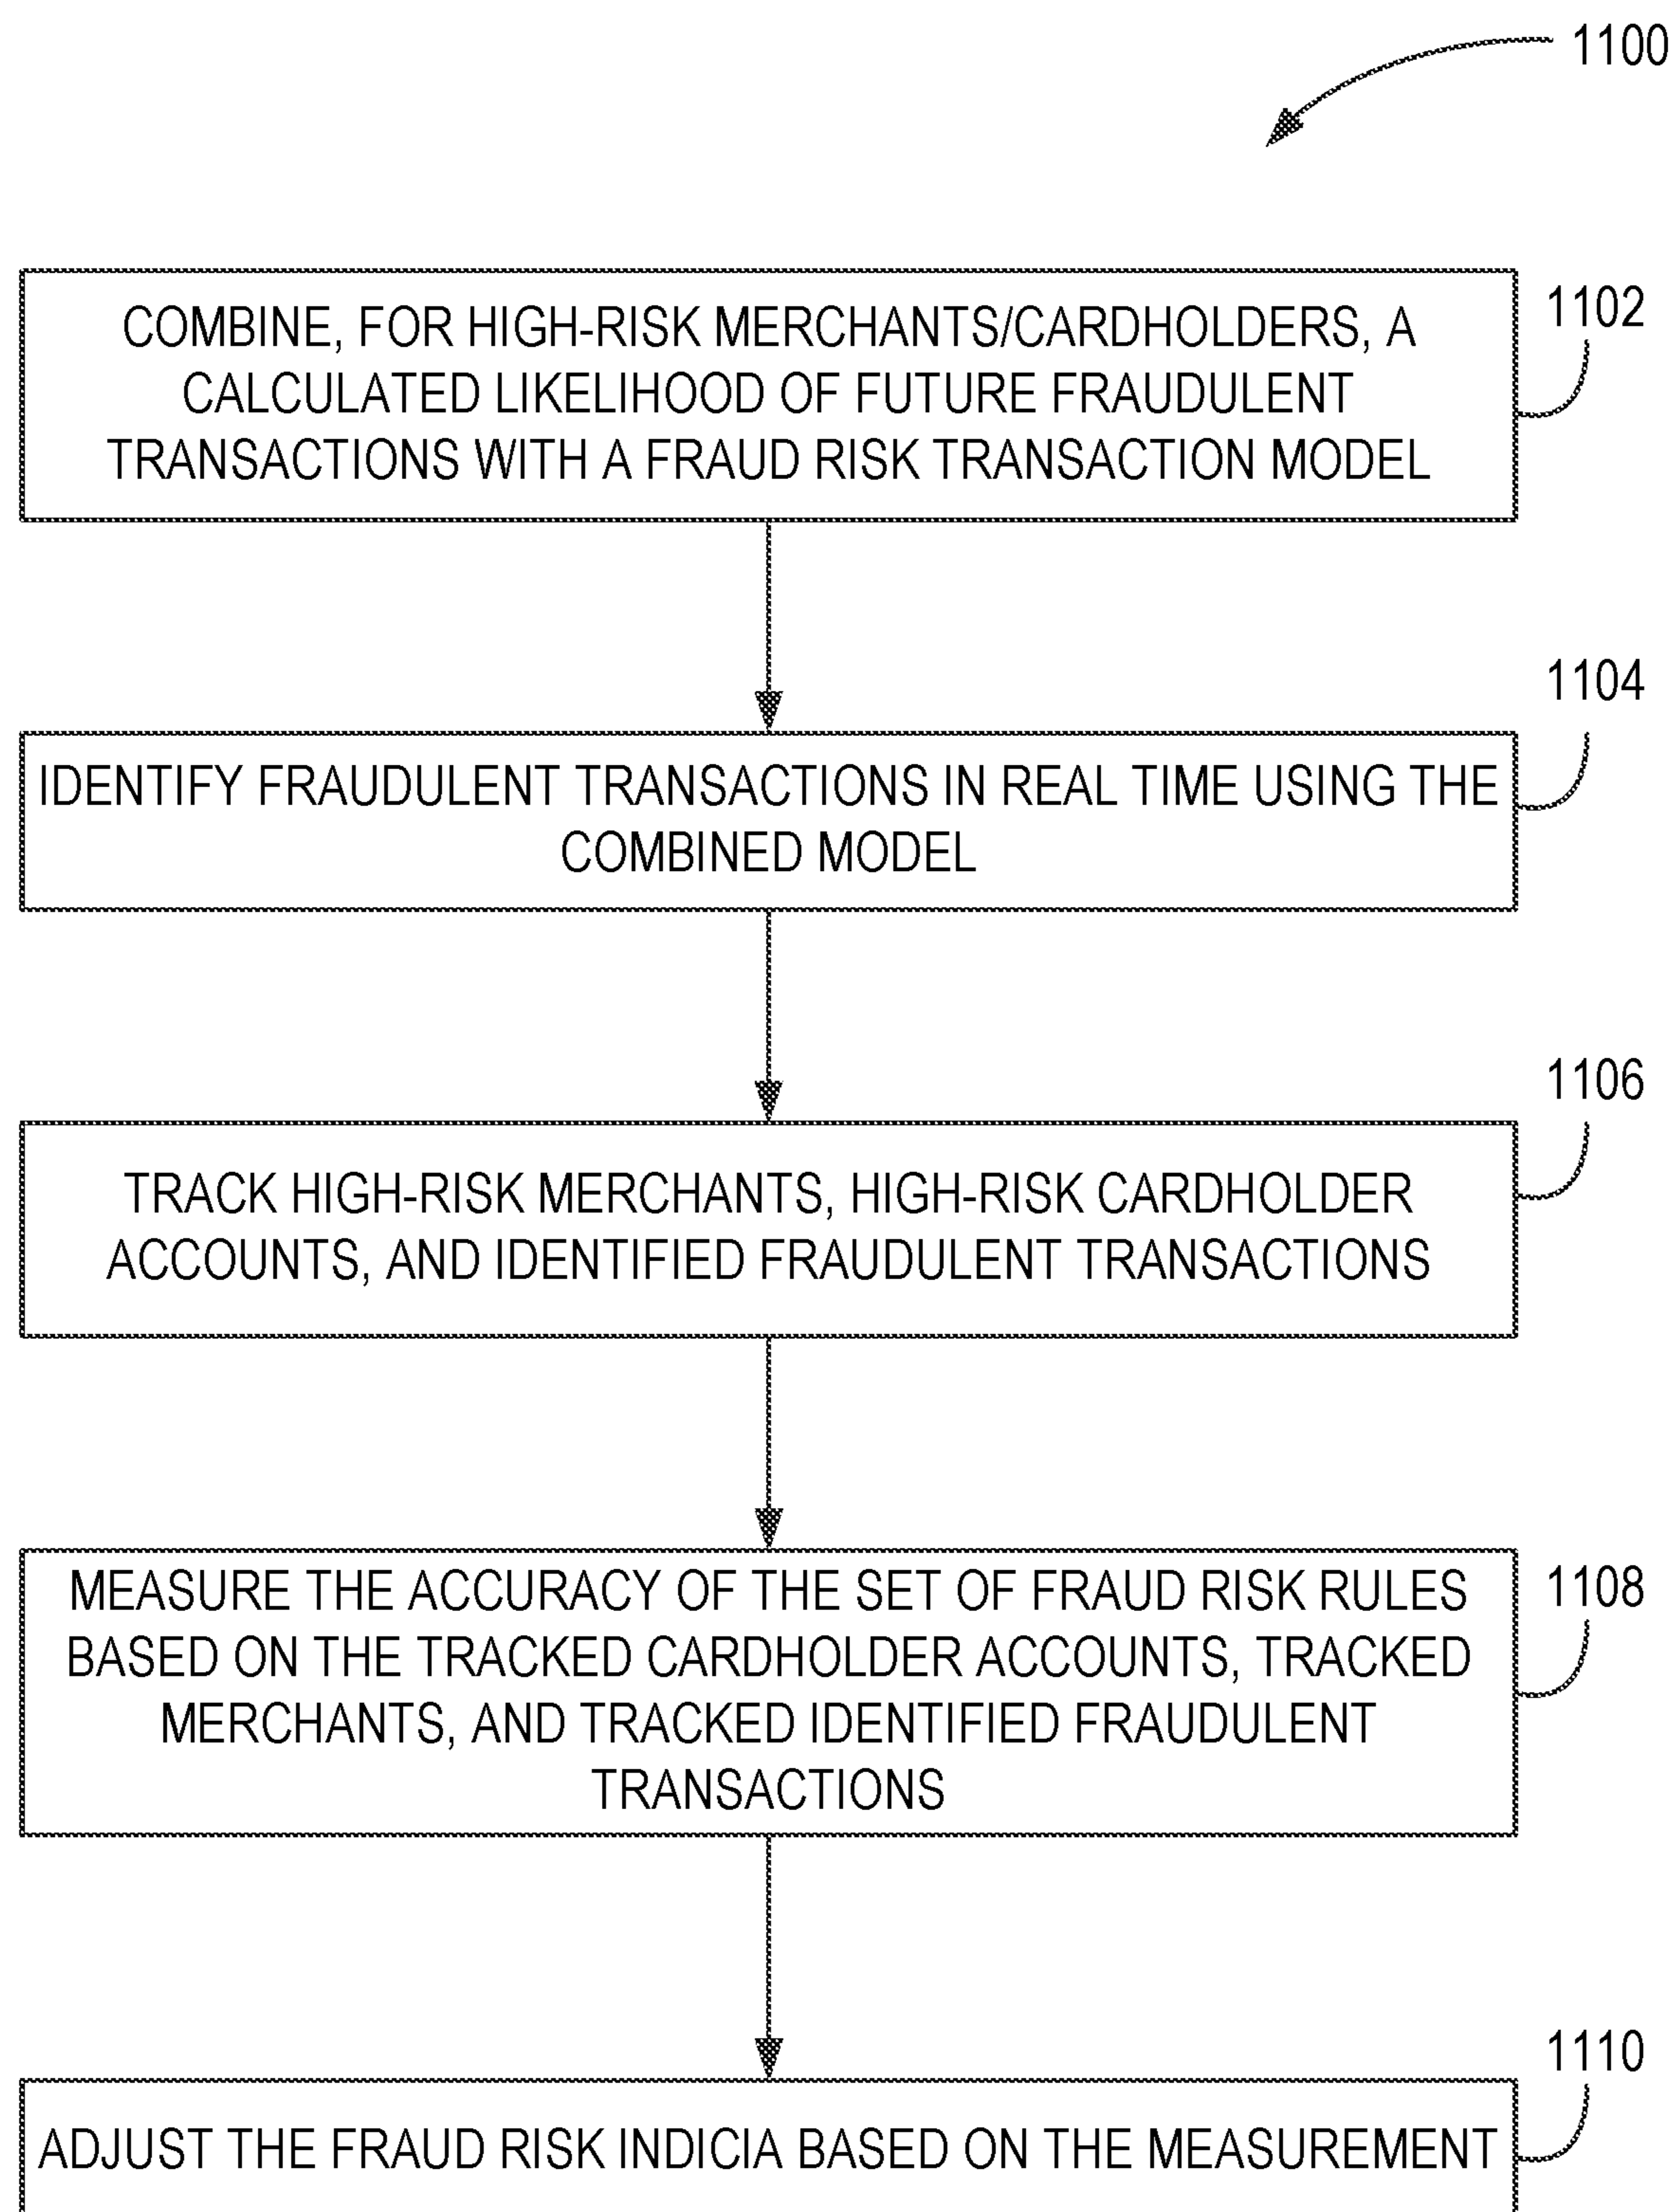 1100
COMBINE, FOR HIGH-RISK MERCHANTS/CARDHOLDERS, A
CALCULATED LIKELIHOOD OF FUTURE FRAUDULENT
TRANSACTIONS WITH A FRAUD RISK TRANSACTION MODEL
1102
IDENTIFY FRAUDULENT TRANSACTIONS IN REAL TIME USING THE
COMBINED MODEL
1104
TRACK HIGH-RISK MERCHANTS, HIGH-RISK CARDHOLDER
ACCOUNTS, AND IDENTIFIED FRAUDULENT TRANSACTIONS
1106
MEASURE THE ACCURACY OF THE SET OF FRAUD RISK RULES
BASED ON THE TRACKED CARDHOLDER ACCOUNTS, TRACKED
MERCHANTS, AND TRACKED IDENTIFIED FRAUDULENT
TRANSACTIONS
1108
ADJUST THE FRAUD RISK INDICIA BASED ON THE MEASUREMENT
1110